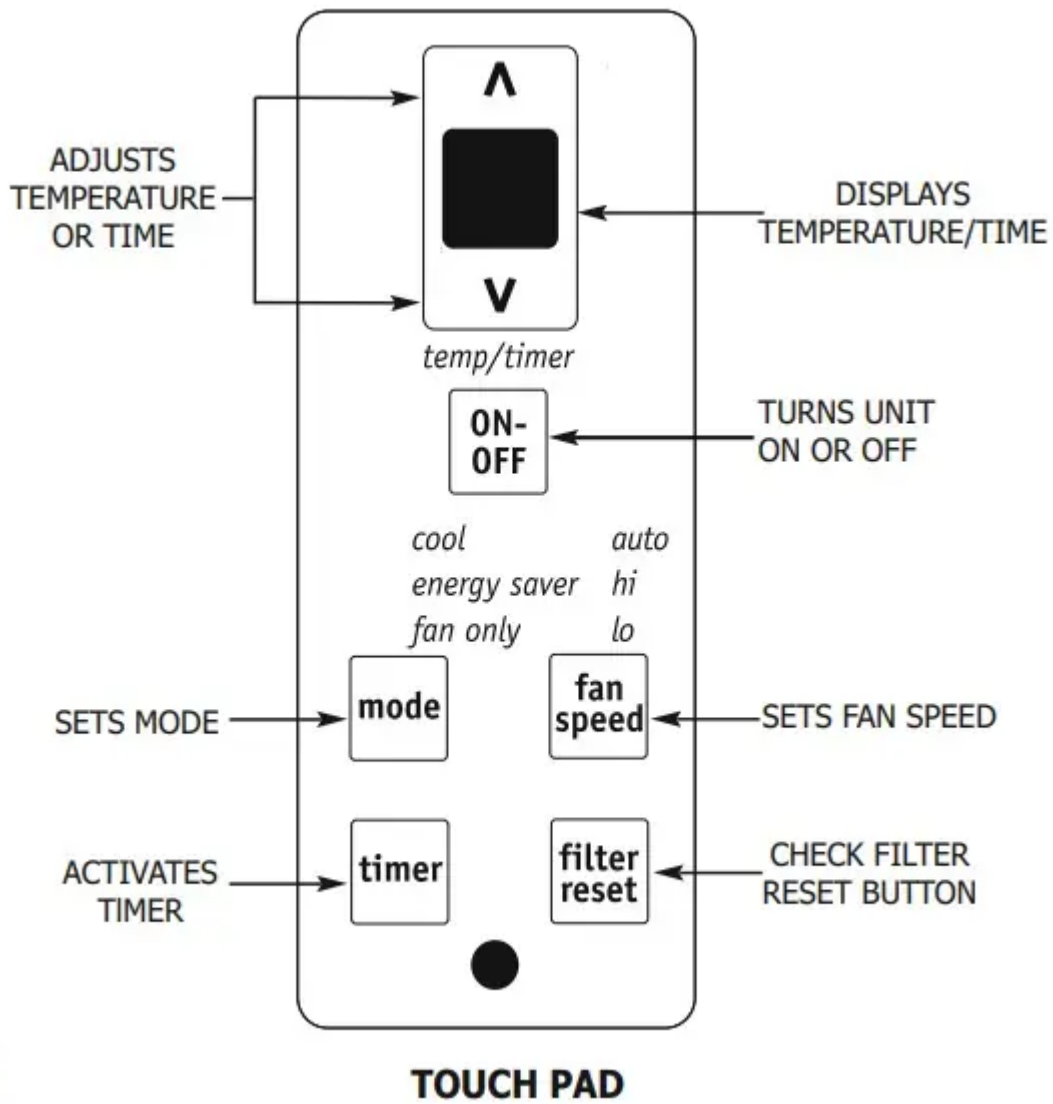 ∧
ADJUSTS
TEMPERATURE
OR TIME
DISPLAYS
TEMPERATURE/TIME
∨
temp/timer
ON-
OFF
TURNS UNIT
ON OR OFF
cool
energy saver
fan only
auto
hi
lo
SETS MODE
mode
fan
speed
SETS FAN SPEED
ACTIVATES
TIMER
timer
filter
reset
CHECK FILTER
RESET BUTTON
TOUCH PAD